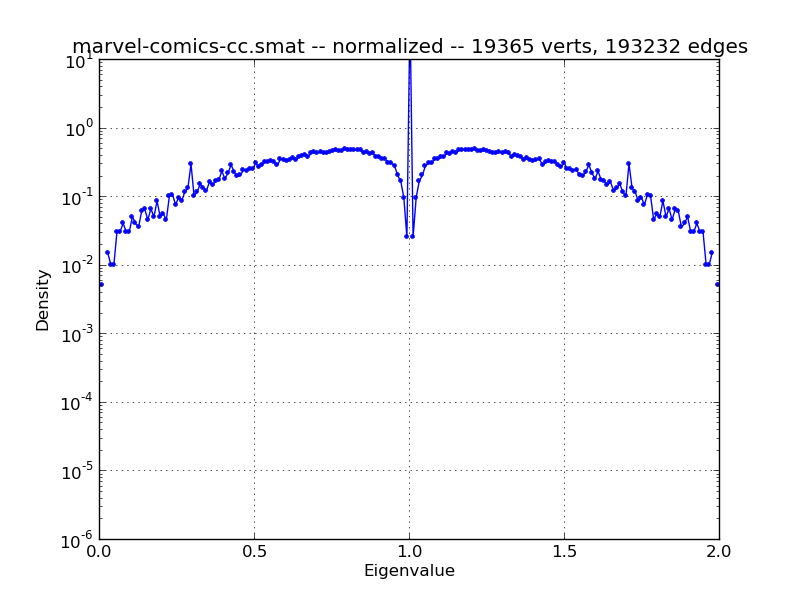 marvel-comics-cc.smat -- normalized -- 19365 verts, 193232 edges
10^1
10^0
10^-1
10^-2
10^-3
10^-4
10^-5
10^-6
Density
0.0 0.5 1.0 1.5 2.0
Eigenvalue